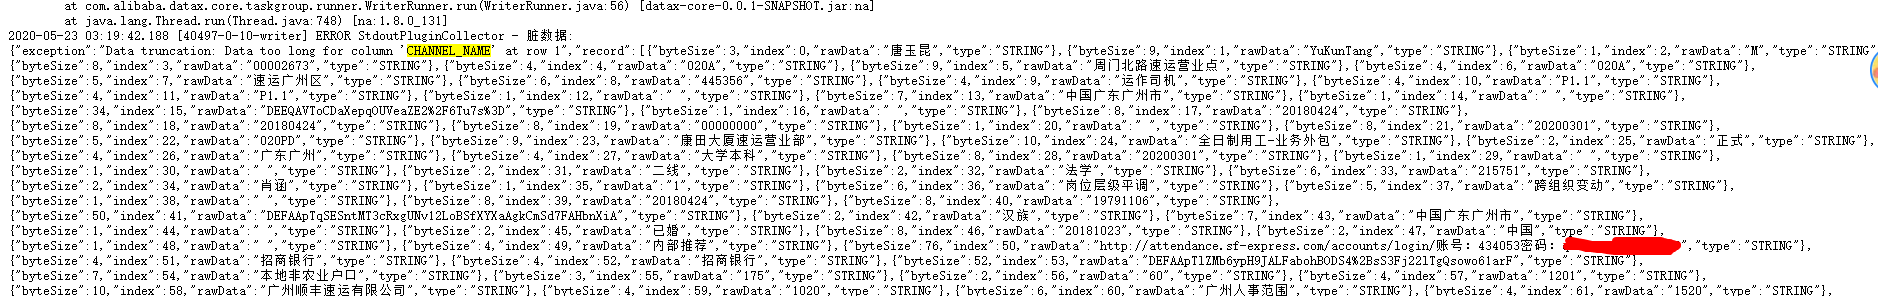 at com.alibaba.datax.core.taskgroup.runner.WriterRunner.run(WriterRunner.java:56) [datax-core-0.0.1-SNAPSHOT.jar:na]
at java.lang.Thread.run(Thread.java:748) [na:1.8.0_131]
2020-05-23 03:19:42.188 [40497-0-10-writer] ERROR StdoutPluginCollector - 脏数据:
{"exception":"Data truncation: Data too long for column 'CHANNEL_NAME' at row 1","record":[{"byteSize":3,"index":0,"rawData":"唐玉昆","type":"STRING"},{"byteSize":9,"index":1,"rawData":"YuKunTang","type":"STRING"},{"byteSize":1,"index":2,"rawData":"M","type":"STRING"
{"byteSize":8,"index":3,"rawData":"00002673","type":"STRING"},{"byteSize":4,"index":4,"rawData":"020A","type":"STRING"},{"byteSize":9,"index":5,"rawData":"周门北路速运营业点","type":"STRING"},{"byteSize":4,"index":6,"rawData":"020A","type":"STRING"},
{"byteSize":5,"index":7,"rawData":"速运广州区","type":"STRING"},{"byteSize":6,"index":8,"rawData":"445356","type":"STRING"},{"byteSize":4,"index":9,"rawData":"运作司机","type":"STRING"},{"byteSize":4,"index":10,"rawData":"P1.1","type":"STRING"},
{"byteSize":4,"index":11,"rawData":"P1.1","type":"STRING"},{"byteSize":1,"index":12,"rawData":" ","type":"STRING"},{"byteSize":7,"index":13,"rawData":"中国广东广州市","type":"STRING"},{"byteSize":1,"index":14,"rawData":" ","type":"STRING"},
{"byteSize":34,"index":15,"rawData":"DEEQAVToCDaXepqOUVeaZE2%2F6Tu7s%3D","type":"STRING"},{"byteSize":1,"index":16,"rawData":" ","type":"STRING"},{"byteSize":8,"index":17,"rawData":"20180424","type":"STRING"},
{"byteSize":8,"index":18,"rawData":"20180424","type":"STRING"},{"byteSize":8,"index":19,"rawData":"00000000","type":"STRING"},{"byteSize":1,"index":20,"rawData":" ","type":"STRING"},{"byteSize":8,"index":21,"rawData":"20200301","type":"STRING"},
{"byteSize":5,"index":22,"rawData":"020PD","type":"STRING"},{"byteSize":9,"index":23,"rawData":"康田大厦速运营业部","type":"STRING"},{"byteSize":10,"index":24,"rawData":"全日制用工-业务外包","type":"STRING"},{"byteSize":2,"index":25,"rawData":"正式","type":"STRING"},
{"byteSize":4,"index":26,"rawData":"广东广州","type":"STRING"},{"byteSize":4,"index":27,"rawData":"大学本科","type":"STRING"},{"byteSize":8,"index":28,"rawData":"20200301","type":"STRING"},{"byteSize":1,"index":29,"rawData":" ","type":"STRING"},
{"byteSize":1,"index":30,"rawData":" ","type":"STRING"},{"byteSize":2,"index":31,"rawData":"二线","type":"STRING"},{"byteSize":2,"index":32,"rawData":"法学","type":"STRING"},{"byteSize":6,"index":33,"rawData":"215751","type":"STRING"},
{"byteSize":2,"index":34,"rawData":"肖涵","type":"STRING"},{"byteSize":1,"index":35,"rawData":"1","type":"STRING"},{"byteSize":6,"index":36,"rawData":"岗位层级平调","type":"STRING"},{"byteSize":5,"index":37,"rawData":"跨组织变动","type":"STRING"},
{"byteSize":1,"index":38,"rawData":" ","type":"STRING"},{"byteSize":8,"index":39,"rawData":"20180424","type":"STRING"},{"byteSize":8,"index":40,"rawData":"19791106","type":"STRING"},
{"byteSize":50,"index":41,"rawData":"DEFAApTqSESntMT3cRxgUNv12LoBSfXYXaAgkCmSd7FAHbnXiA","type":"STRING"},{"byteSize":2,"index":42,"rawData":"汉族","type":"STRING"},{"byteSize":7,"index":43,"rawData":"中国广东广州市","type":"STRING"},
{"byteSize":1,"index":44,"rawData":" ","type":"STRING"},{"byteSize":2,"index":45,"rawData":"已婚","type":"STRING"},{"byteSize":8,"index":46,"rawData":"20181023","type":"STRING"},{"byteSize":2,"index":47,"rawData":"中国","type":"STRING"},
{"byteSize":1,"index":48,"rawData":" ","type":"STRING"},{"byteSize":4,"index":49,"rawData":"内部推荐","type":"STRING"},{"byteSize":76,"index":50,"rawData":"http://attendance.sf-express.com/accounts/login/账号：434053密码： ","type":"STRING"},
{"byteSize":4,"index":51,"rawData":"招商银行","type":"STRING"},{"byteSize":4,"index":52,"rawData":"招商银行","type":"STRING"},{"byteSize":52,"index":53,"rawData":"DEFAApTlZMb6ypH9JALFabohBODS4%2BsS3Fj22lTgQsowo61arF","type":"STRING"},
{"byteSize":7,"index":54,"rawData":"本地非农业户口","type":"STRING"},{"byteSize":3,"index":55,"rawData":"175","type":"STRING"},{"byteSize":2,"index":56,"rawData":"60","type":"STRING"},{"byteSize":4,"index":57,"rawData":"1201","type":"STRING"},
{"byteSize":10,"index":58,"rawData":"广州顺丰速运有限公司","type":"STRING"},{"byteSize":4,"index":59,"rawData":"1020","type":"STRING"},{"byteSize":6,"index":60,"rawData":"广州人事范围","type":"STRING"},{"byteSize":4,"index":61,"rawData":"1520","type":"STRING"},